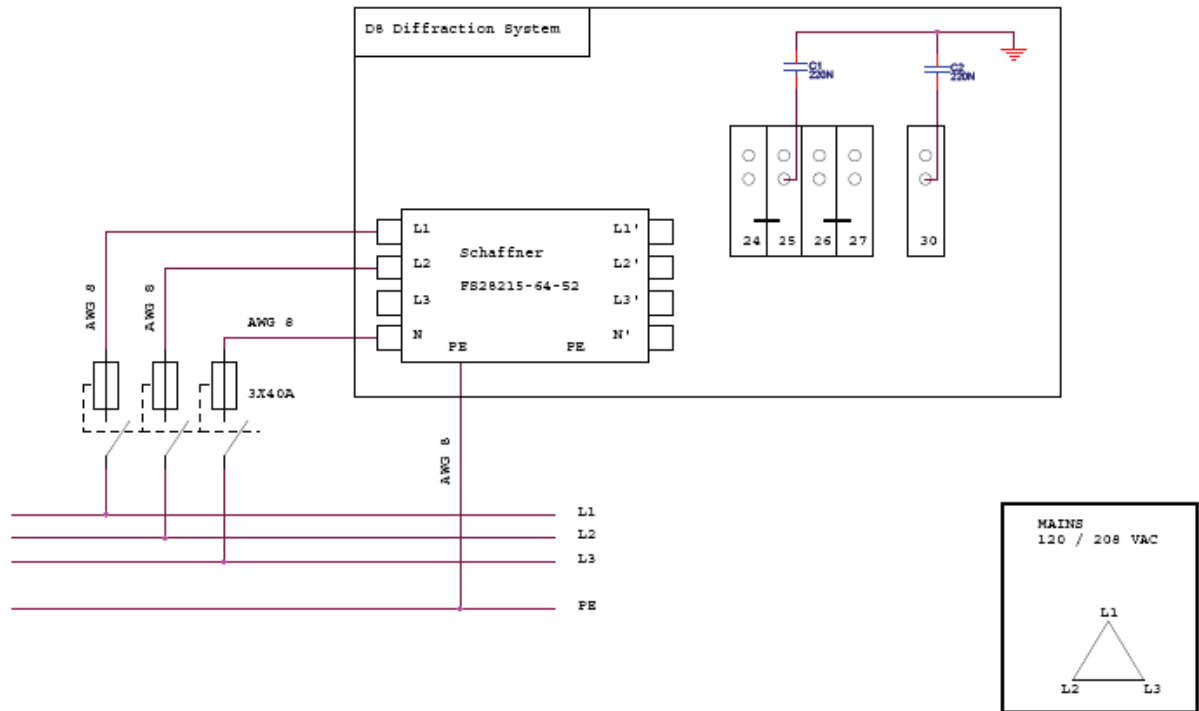 D8 Diffraction System
C1
220N
C2
220N
24 25 26 27
30
L1 L1'
Schaffner
L2 L2'
FS28215-64-52
L3 L3'
N N'
PE PE
AWG 8
AWG 8
AWG 8
3X40A
AWG 8
L1
L2
L3
PE
MAINS
120 / 208 VAC
L1
L2 L3